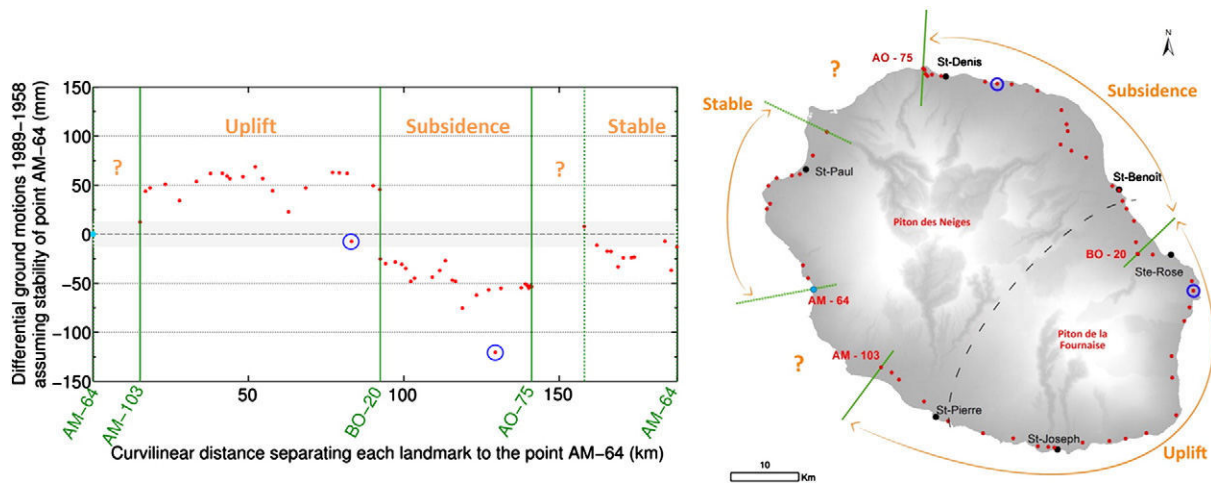 Differential ground motions 1989−1958
assuming stability of point AM−64 (mm)
150
100
50
0
−50
−100
−150
?
Uplift
Subsidence
?
Stable
50
100
150
AM−64
AM−103
BO−20
AO−75
AM−64
Curvilinear distance separating each landmark to the point AM−64 (km)
N
AO - 75
St-Denis
?
Subsidence
Stable
St-Paul
St-Benoît
Piton des Neiges
BO - 20
Ste-Rose
AM - 64
Piton de la
Fournaise
AM - 103
?
St-Pierre
St-Joseph
Uplift
10
Km